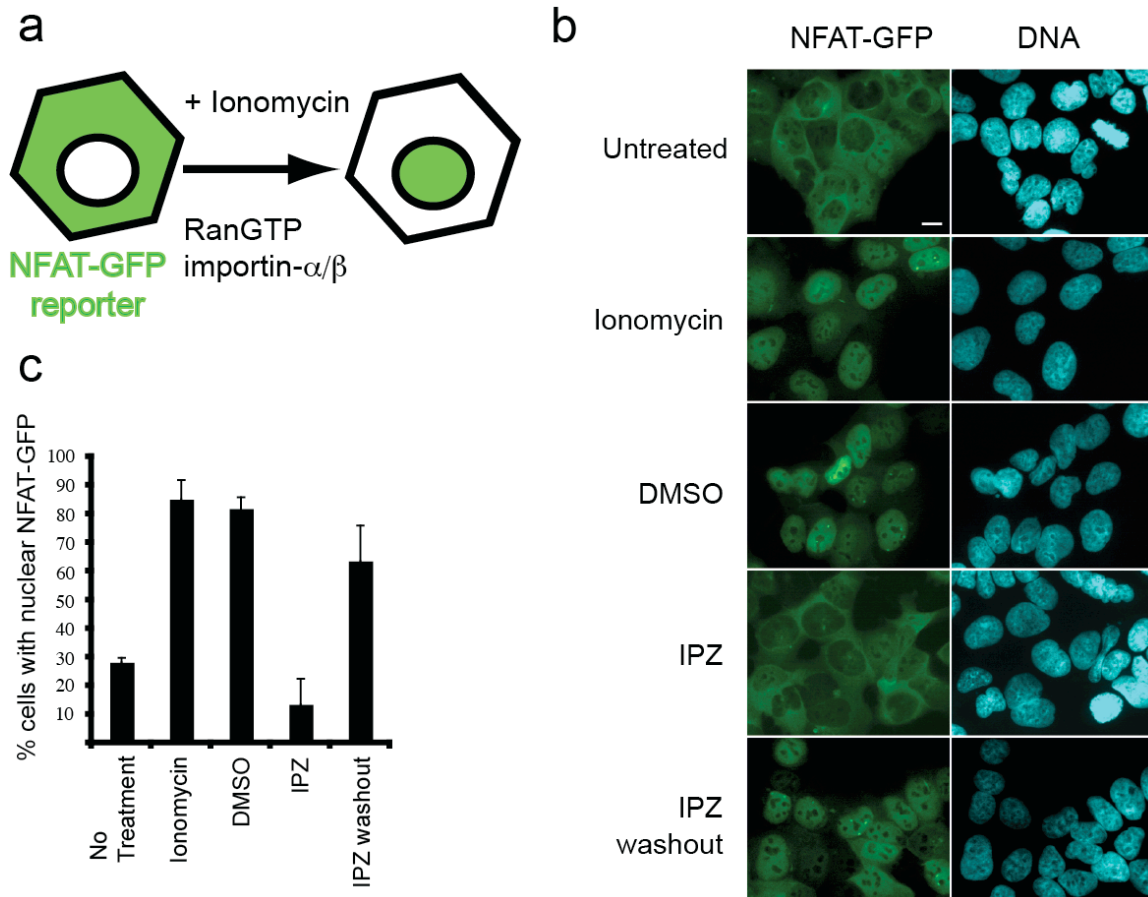 a
+ Ionomycin
RanGTP
importin-α/β
NFAT-GFP
reporter
b
NFAT-GFP
DNA
Untreated
Ionomycin
DMSO
IPZ
IPZ
washout
c
% cells with nuclear NFAT-GFP
100
90
80
70
60
50
40
30
20
10
No
Treatment
Ionomycin
DMSO
IPZ
IPZ washout